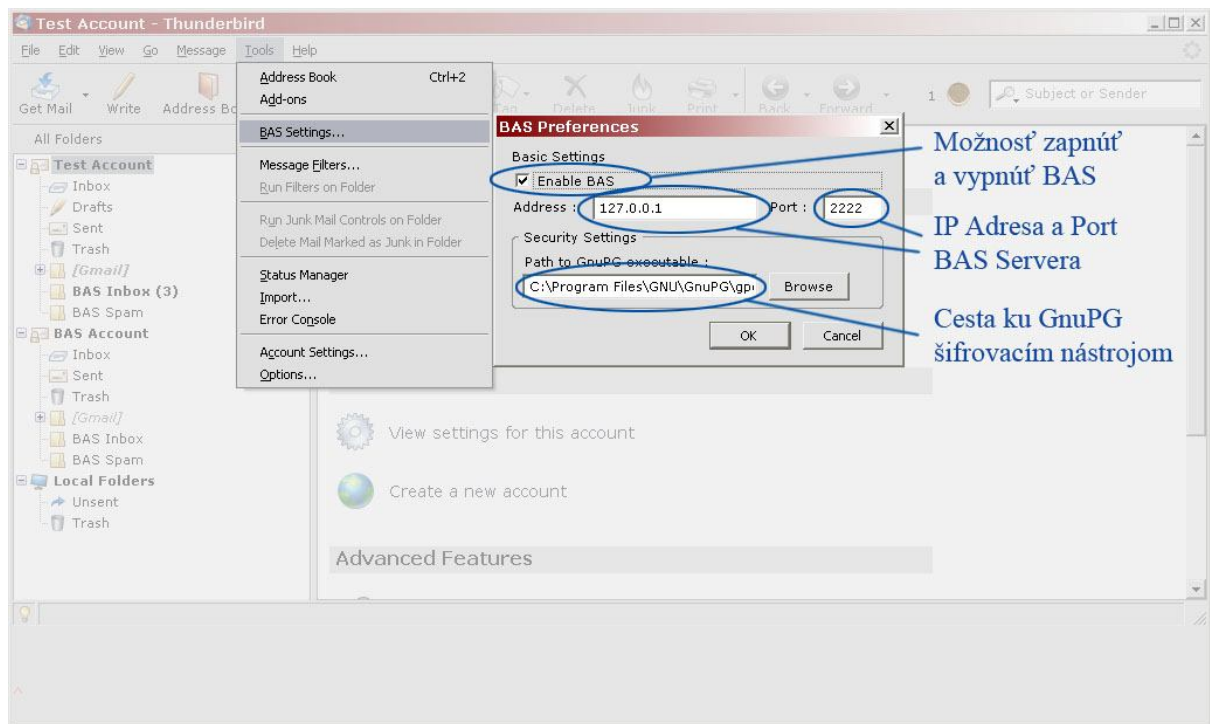 Test Account - Thunderbird
File Edit View Go Message Tools Help
Get Mail Write Address Bo Tag Delete Junk Print Back Forward 1 Subject or Sender
Address Book Ctrl+2
Add-ons
BAS Settings...
Message Filters...
Run Filters on Folder
Run Junk Mail Controls on Folder
Delete Mail Marked as Junk in Folder
Status Manager
Import...
Error Console
Account Settings...
Options...
All Folders
Test Account
Inbox
Drafts
Sent
Trash
[Gmail]
BAS Inbox (3)
BAS Spam
BAS Account
Inbox
Sent
Trash
[Gmail]
BAS Inbox
BAS Spam
Local Folders
Unsent
Trash
BAS Preferences
Basic Settings
Enable BAS
Address : 127.0.0.1 Port : 2222
Security Settings
Path to GnuPG executable :
C:\Program Files\GNU\GnuPG\gp Browse
OK Cancel
Možnosť zapnúť
a vypnúť BAS
IP Adresa a Port
BAS Servera
Cesta ku GnuPG
šifrovacím nástrojom
View settings for this account
Create a new account
Advanced Features